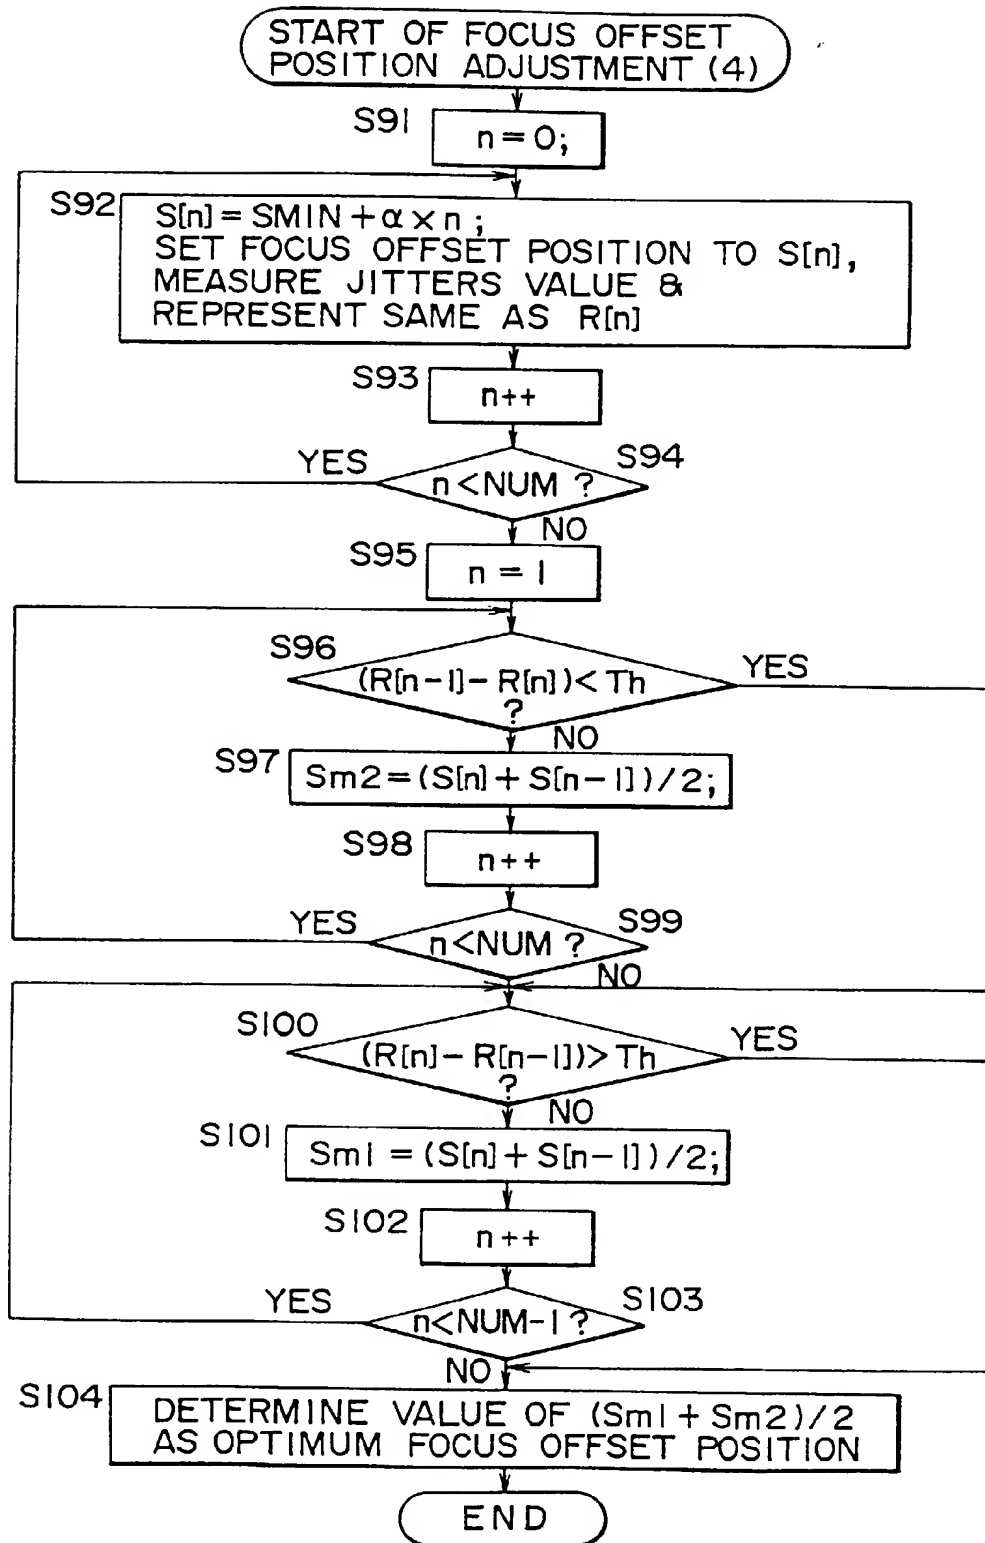 START OF FOCUS OFFSET
POSITION ADJUSTMENT (4)
S91
n = 0;
S92
S[n] = SMIN + α × n ;
SET FOCUS OFFSET POSITION TO S[n],
MEASURE JITTERS VALUE &
REPRESENT SAME AS R[n]
S93
n++
YES
S94
n < NUM ?
NO
S95
n = 1
S96
(R[n-1] - R[n]) < Th
?
YES
NO
S97
Sm2 = (S[n] + S[n-1])/2;
S98
n++
YES
S99
n < NUM ?
NO
S100
(R[n] - R[n-1]) > Th
?
YES
NO
S101
Sm1 = (S[n] + S[n-1])/2;
S102
n++
YES
S103
n < NUM-1 ?
NO
S104
DETERMINE VALUE OF (Sm1 + Sm2)/2
AS OPTIMUM FOCUS OFFSET POSITION
END